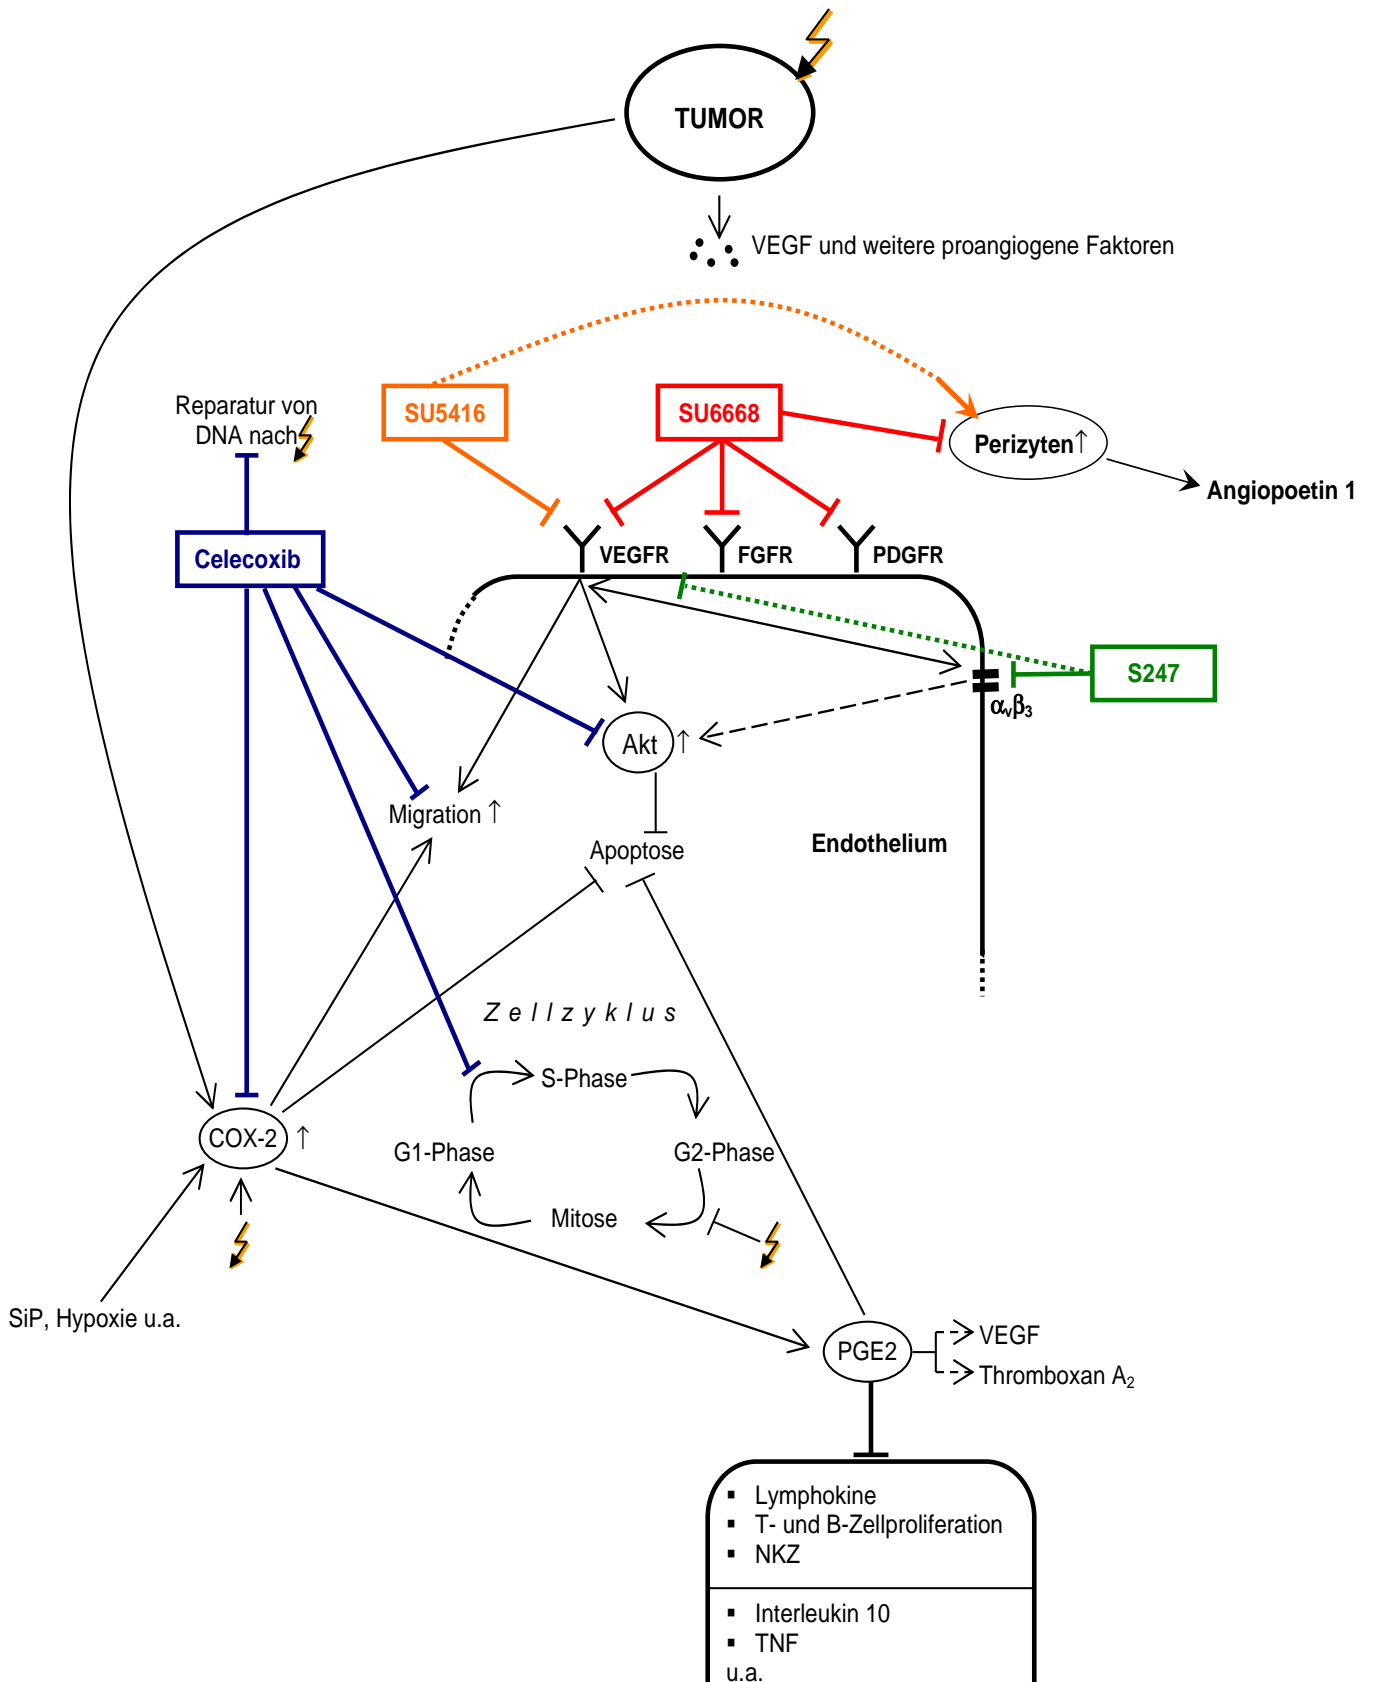 TUMOR
VEGF und weitere proangiogene Faktoren
SU5416
SU6668
Reparatur von
DNA nach
Perizyten↑
Angiopoetin 1
Celecoxib
VEGFR
FGFR
PDGFR
S247
αvβ3
Akt ↑
Migration ↑
Apoptose
Endothelium
Zellzyklus
S-Phase
COX-2 ↑
G1-Phase
G2-Phase
Mitose
SiP, Hypoxie u.a.
PGE2
VEGF
Thromboxan A2
▪ Lymphokine
▪ T- und B-Zellproliferation
▪ NKZ
▪ Interleukin 10
▪ TNF
u.a.